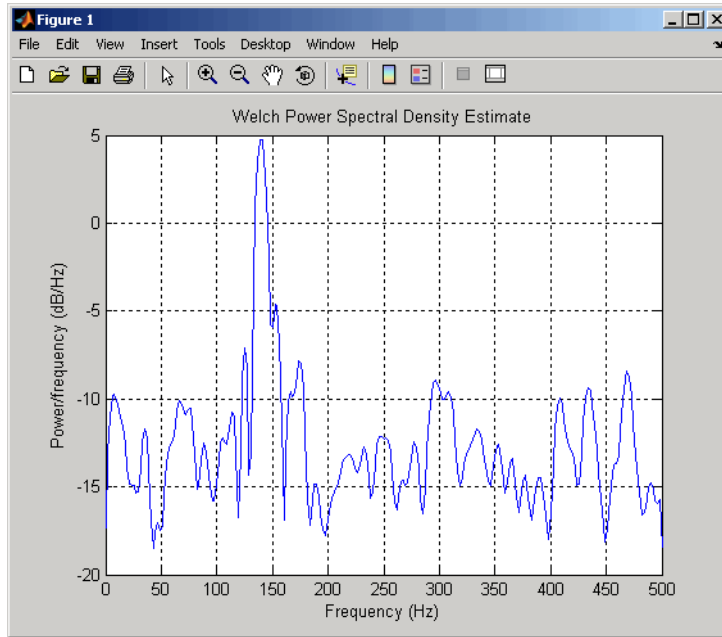 Figure 1
File Edit View Insert Tools Desktop Window Help
Welch Power Spectral Density Estimate
5
0
-5
-10
-15
-20
Power/frequency (dB/Hz)
0 50 100 150 200 250 300 350 400 450 500
Frequency (Hz)